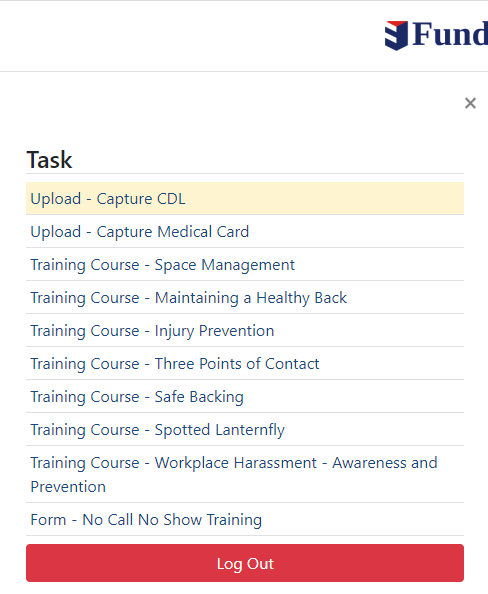 Fund
×
Task
Upload - Capture CDL
Upload - Capture Medical Card
Training Course - Space Management
Training Course - Maintaining a Healthy Back
Training Course - Injury Prevention
Training Course - Three Points of Contact
Training Course - Safe Backing
Training Course - Spotted Lanternfly
Training Course - Workplace Harassment - Awareness and
Prevention
Form - No Call No Show Training
Log Out